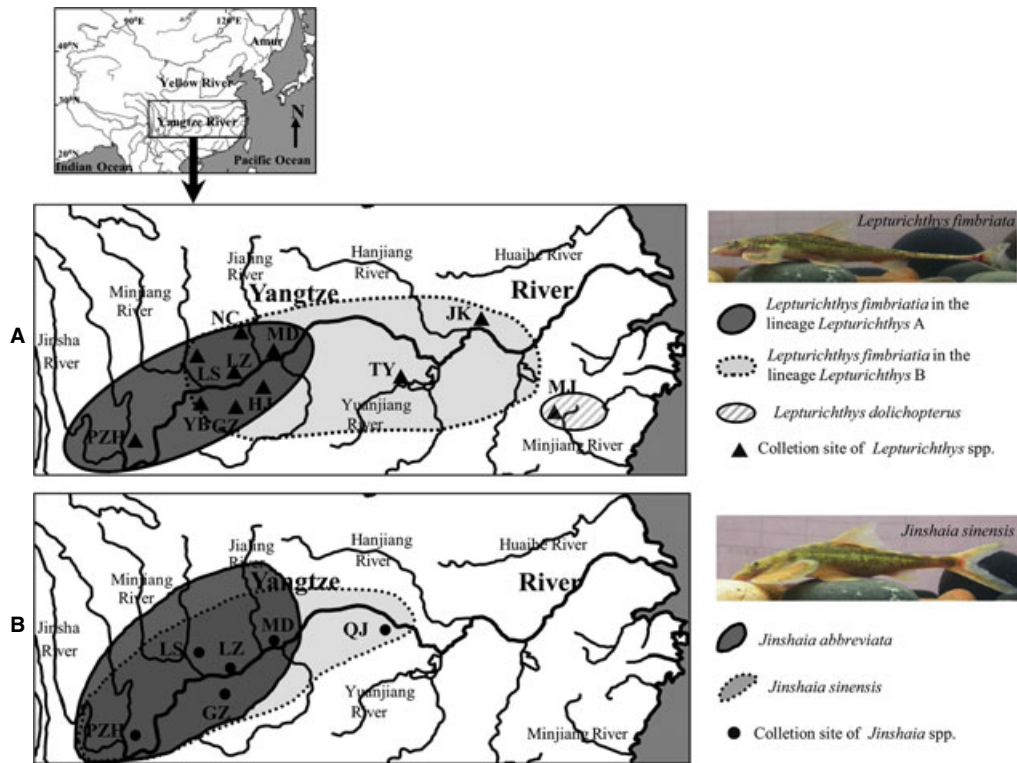 90°E
120°E
40°N
Amur
Yellow River
30°N
Yangtze River
N
20°N
Indian Ocean
Pacific Ocean
A
Jinsha
River
Minjiang
River
Jialing
River
Hanjiang
River
Huaihe River
Yangtze
River
NC
MD
JK
LS
LZ
TY
YB
GZ
HJ
PZH
Yuanjiang
River
MJ
Minjiang River
Lepturichthys fimbriata
Lepturichthys fimbriatia in the
lineage Lepturichthys A
Lepturichthys fimbriatia in the
lineage Lepturichthys B
Lepturichthys dolichopterus
Colletion site of Lepturichthys spp.
B
Jinsha
River
Minjiang
River
Jialing
River
Hanjiang
River
Huaihe River
Yangtze
River
MD
QJ
LS
LZ
GZ
PZH
Yuanjiang
River
Minjiang River
Jinshaia sinensis
Jinshaia abbreviata
Jinshaia sinensis
Colletion site of Jinshaia spp.